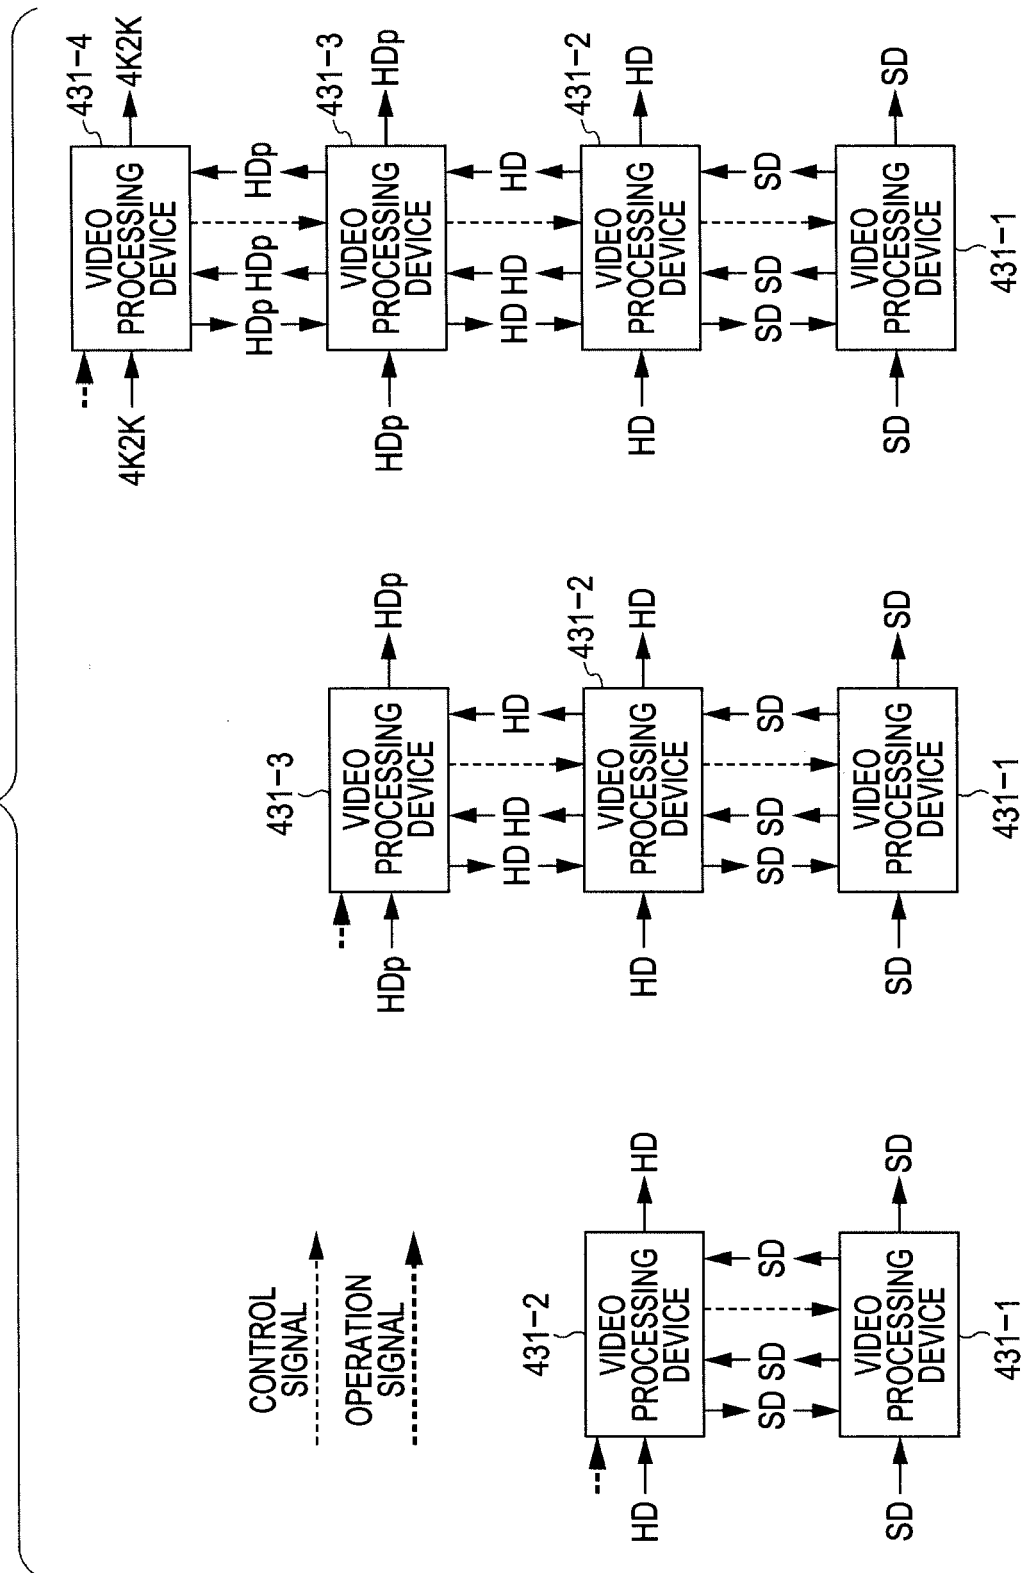 CONTROL
SIGNAL
OPERATION
SIGNAL
431-2
HD
VIDEO
PROCESSING
DEVICE
HD
SD
SD
SD
SD
VIDEO
PROCESSING
DEVICE
SD
431-1
431-3
HDp
VIDEO
PROCESSING
DEVICE
HDp
HD
HD
HD
431-2
HD
VIDEO
PROCESSING
DEVICE
HD
SD
SD
SD
SD
VIDEO
PROCESSING
DEVICE
SD
431-1
431-4
4K2K
VIDEO
PROCESSING
DEVICE
4K2K
HDp
HDp
HDp
431-3
HDp
VIDEO
PROCESSING
DEVICE
HDp
HD
HD
HD
431-2
HD
VIDEO
PROCESSING
DEVICE
HD
SD
SD
SD
SD
VIDEO
PROCESSING
DEVICE
SD
431-1